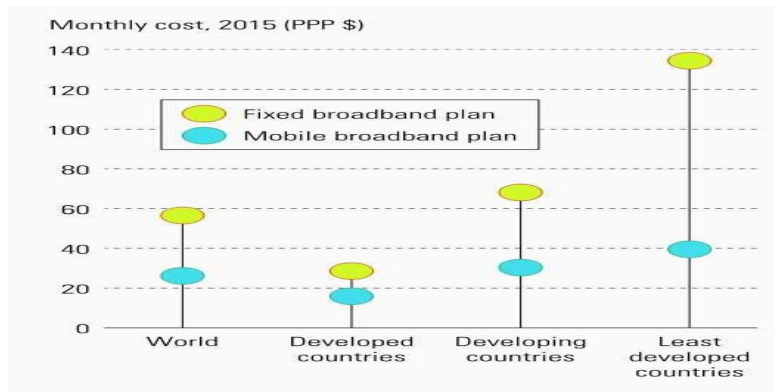 Monthly cost, 2015 (PPP $)
140
120
100
80
60
40
20
0
Fixed broadband plan
Mobile broadband plan
World
Developed
countries
Developing
countries
Least
developed
countries